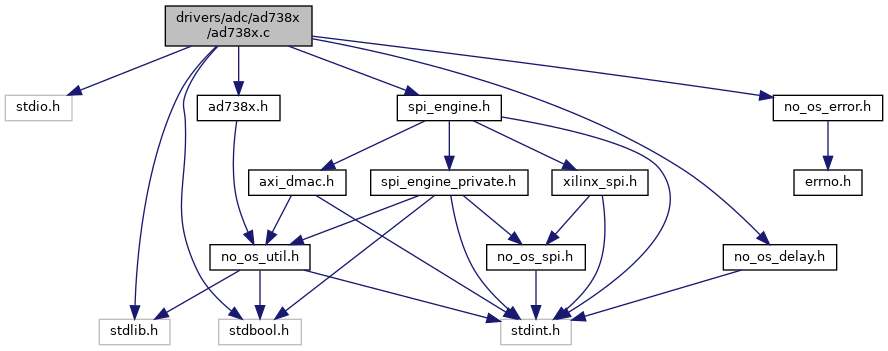 drivers/adc/ad738x
/ad738x.c
stdio.h
ad738x.h
spi_engine.h
no_os_error.h
axi_dmac.h
spi_engine_private.h
xilinx_spi.h
errno.h
no_os_util.h
no_os_spi.h
no_os_delay.h
stdlib.h
stdbool.h
stdint.h